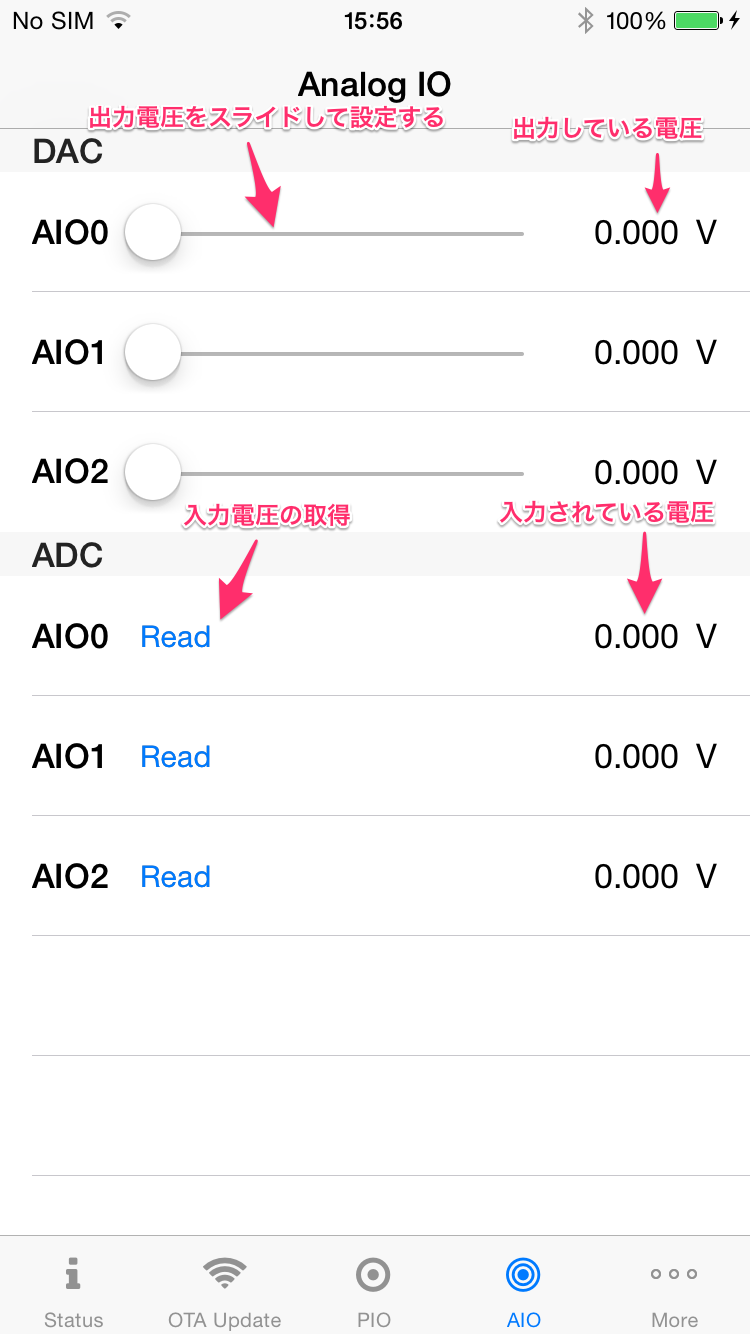 No SIM 15:56 100%
Analog IO
出力電圧をスライドして設定する
出力している電圧
DAC
AIO0 0.000 V
AIO1 0.000 V
AIO2 0.000 V
入力電圧の取得
入力されている電圧
ADC
AIO0 Read 0.000 V
AIO1 Read 0.000 V
AIO2 Read 0.000 V
Status OTA Update PIO AIO More